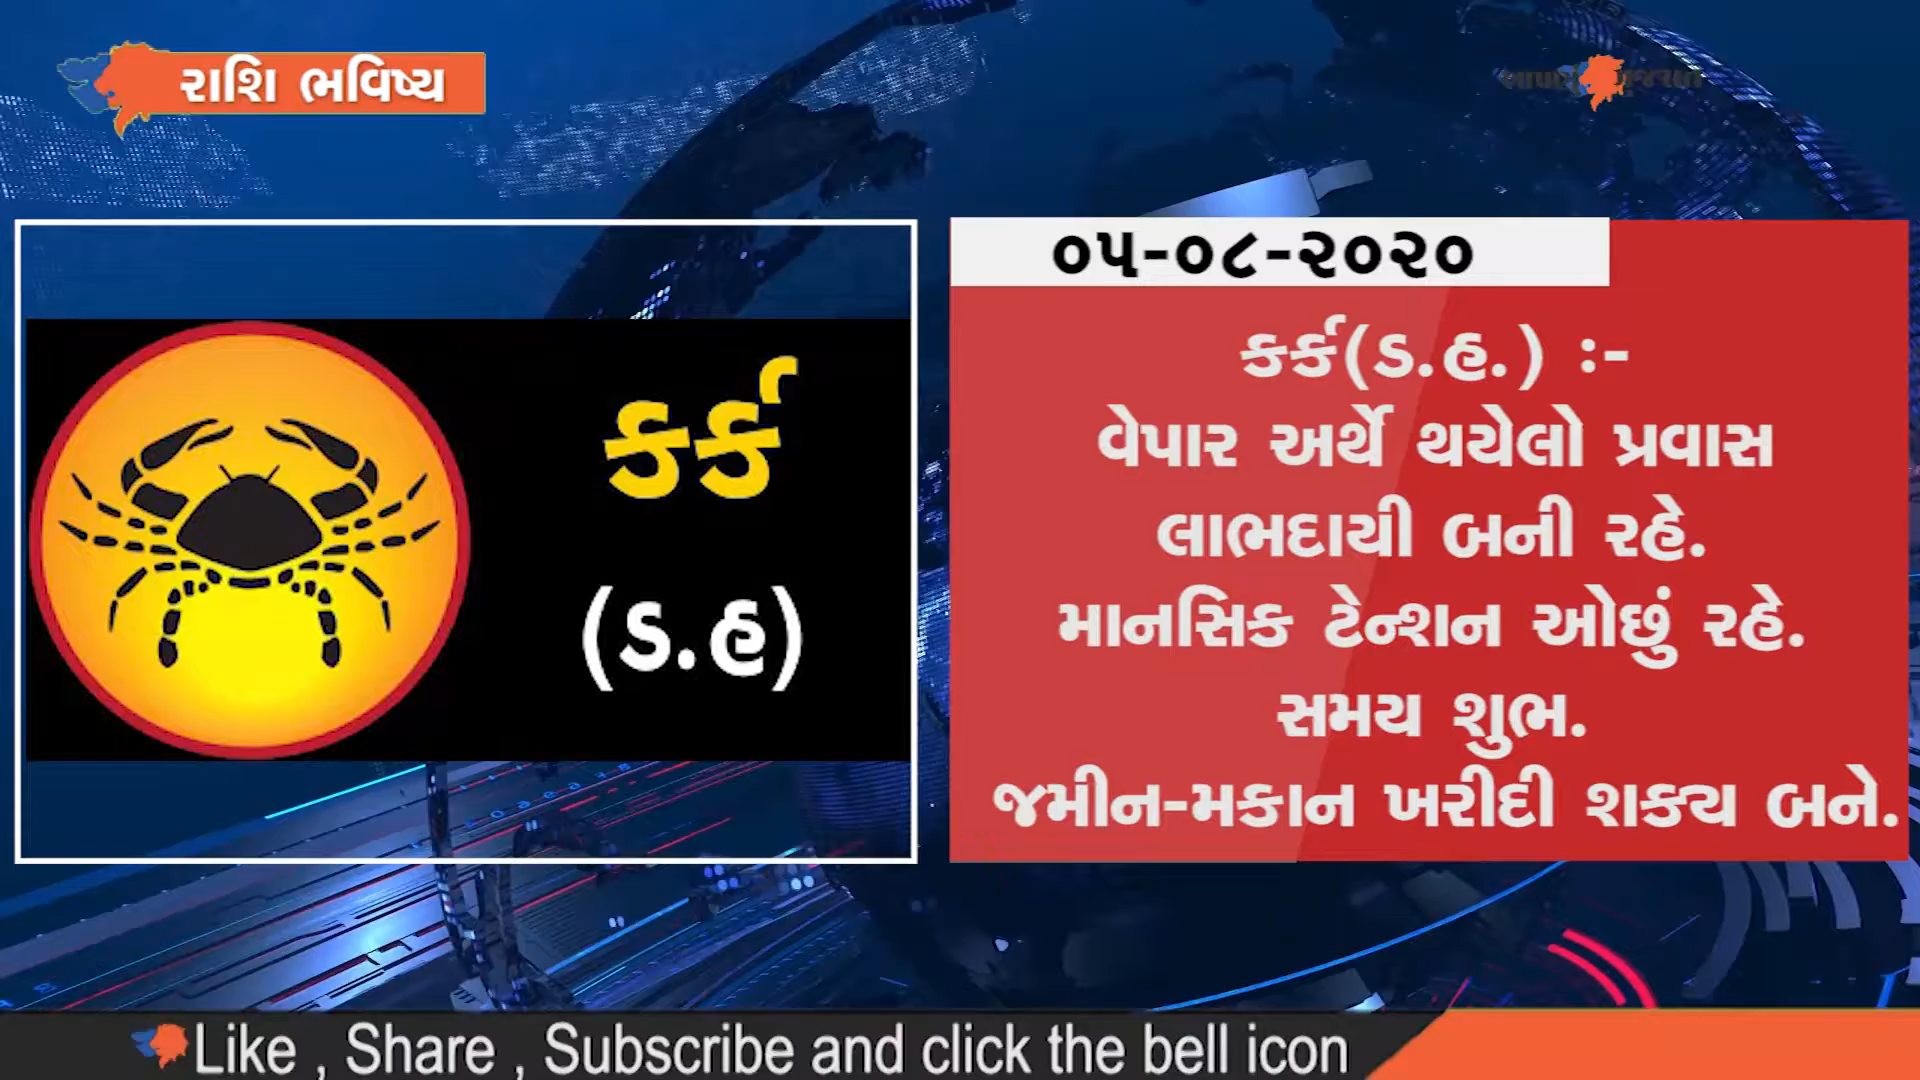 રાશિ ભવિષ્ય
કર્ક
(ડ.હ)
૦૫-૦૮-૨૦૨૦
કર્ક(ડ.હ.) :-
વેપાર અર્થે થયેલો પ્રવાસ
લાભદાયી બની રહે.
માનસિક ટેન્શન ઓછું રહે.
સમય શુભ.
જમીન-મકાન ખરીદી શક્ય બને.
Like , Share , Subscribe and click the bell icon